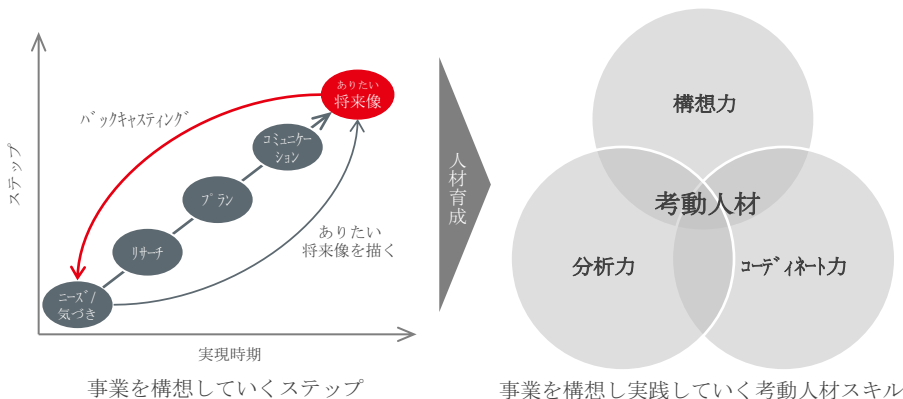 ありたい
将来像
バックキャスティング
コミュニケー
ション
プラン
リサーチ
ニーズ/
気づき
ありたい
将来像を描く
ステップ
実現時期
事業を構想していくステップ
人材育成
構想力
考動人材
分析力
コーディネート力
事業を構想し実践していく考動人材スキル